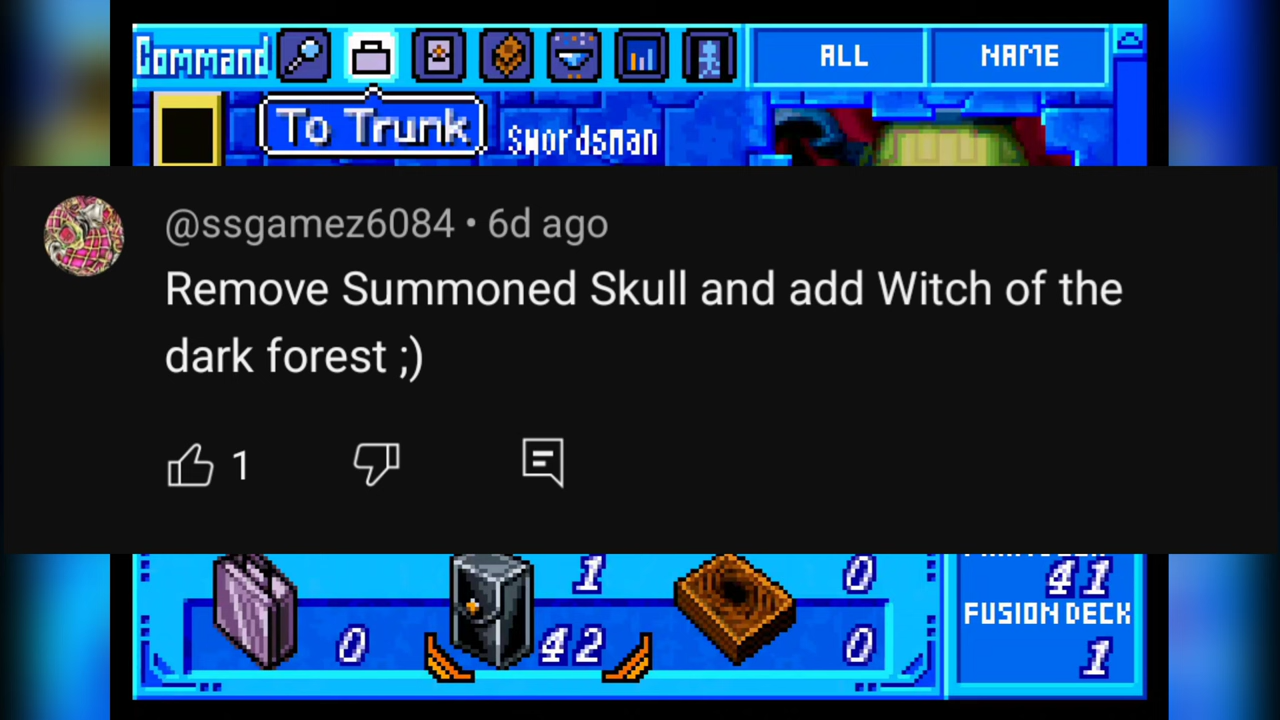 Command
ALL
NAME
To Trunk
Swordsman
@ssgamez6084 • 6d ago
Remove Summoned Skull and add Witch of the
dark forest ;)
1
1
0
41
FUSION DECK
0
42
0
1